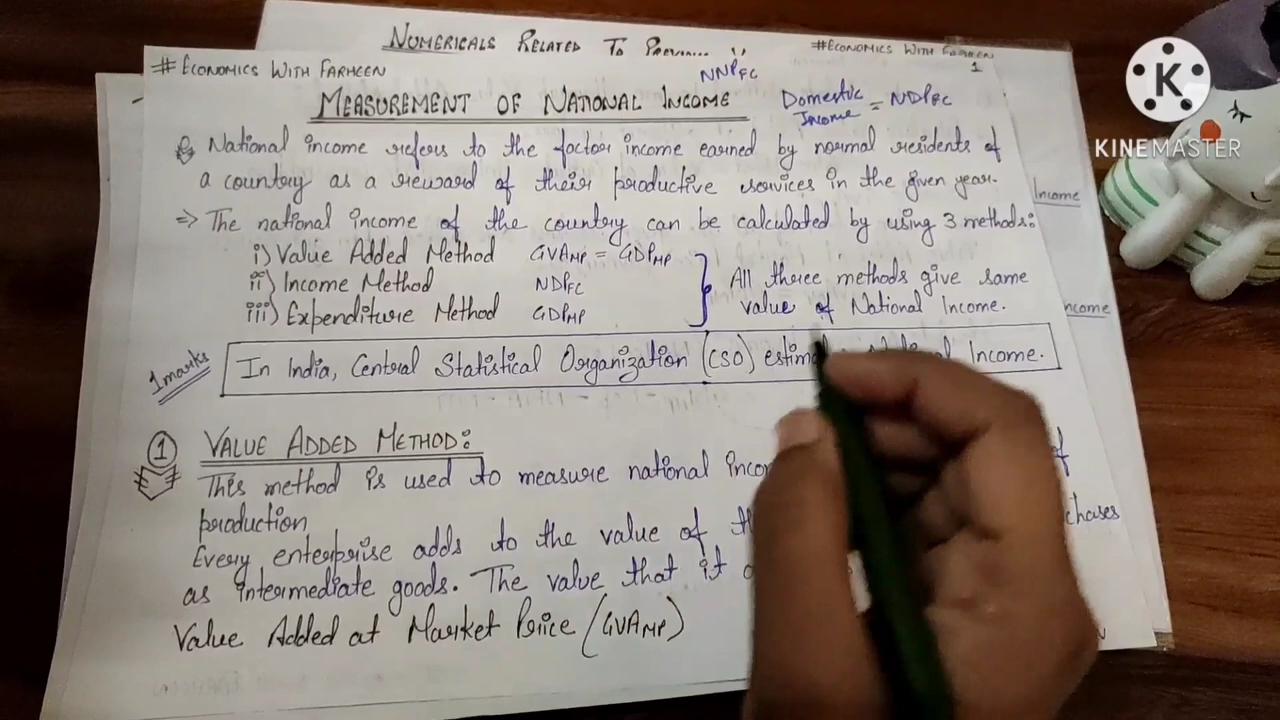 NUMERICALS RELATED TO
#ECONOMICS WITH FARHEEN
1
#ECONOMICS WITH FARHEEN
NNPFC
MEASUREMENT OF NATIONAL INCOME
Domestic Income = NDPFC
National income refers to the factor income earned by normal residents of
a country as a reward of their productive services in the given year.
⇒ The national income of the country can be calculated by using 3 methods:
i) Value Added Method GVAMP = GDPMP
ii) Income Method NDPFC
iii) Expenditure Method GDPMP
All three methods give same
value of National Income.
1 marks
In India, Central Statistical Organization (CSO) Income.
1 VALUE ADDED METHOD:
This method is used to measure national of
production
Every enterprise adds to the value of
as intermediate goods. The value that it
Value Added at Market Price (GVAMP)
Income
KINEMASTER
K